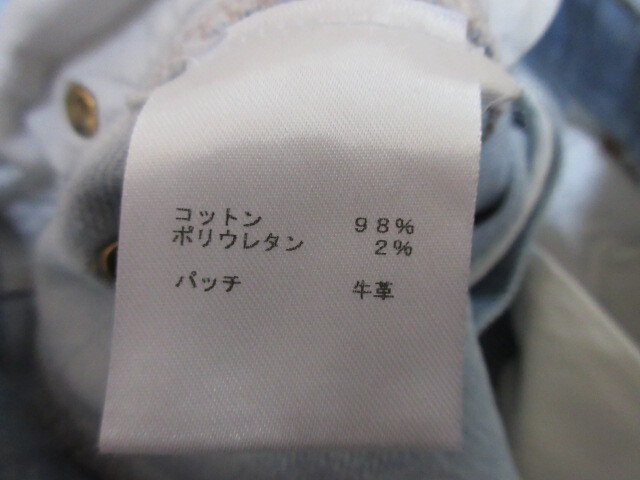 コットン 98%
ポリウレタン 2%
パッチ 牛革